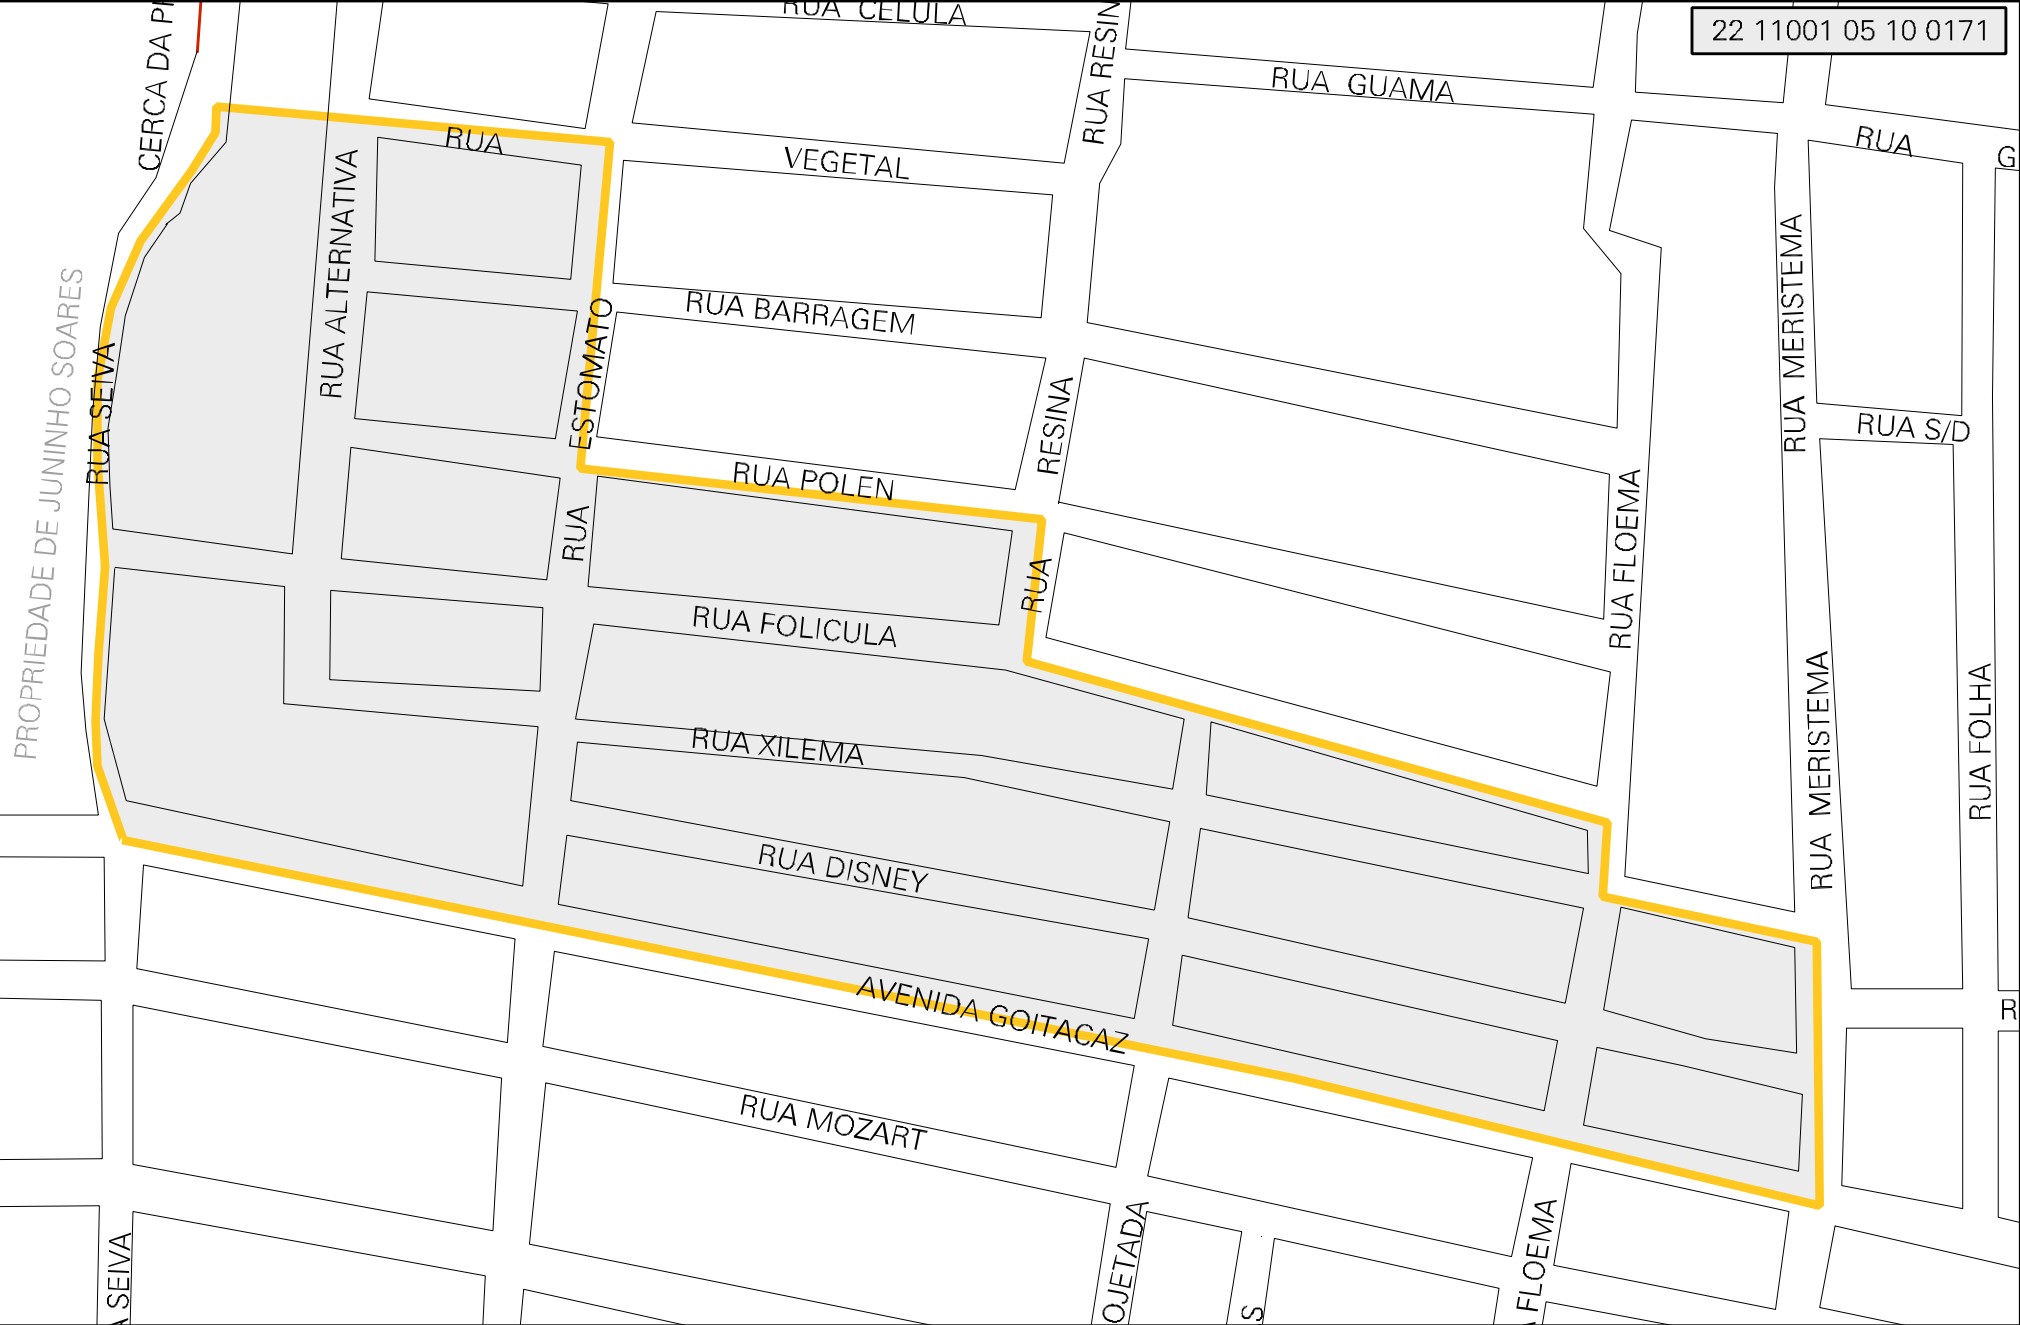 RUA CELULA
22 11001 05 10 0171
CERCA DA
RUA RESIN
RUA GUAMA
RUA
VEGETAL
RUA
G
RUA ALTERNATIVA
RUA MERISTEMA
PROPRIEDADE DE JUNINHO SOARES
RUA SEIVA
ESTOMATO
RUA BARRAGEM
RESINA
RUA S/D
RUA POLEN
RUA
RUA
RUA FLOEMA
RUA FOLICULA
RUA MERISTEMA
RUA FOLHA
RUA XILEMA
RUA DISNEY
AVENIDA GOITACAZ
R
RUA MOZART
SEIVA
OJETADA
S
FLOEMA